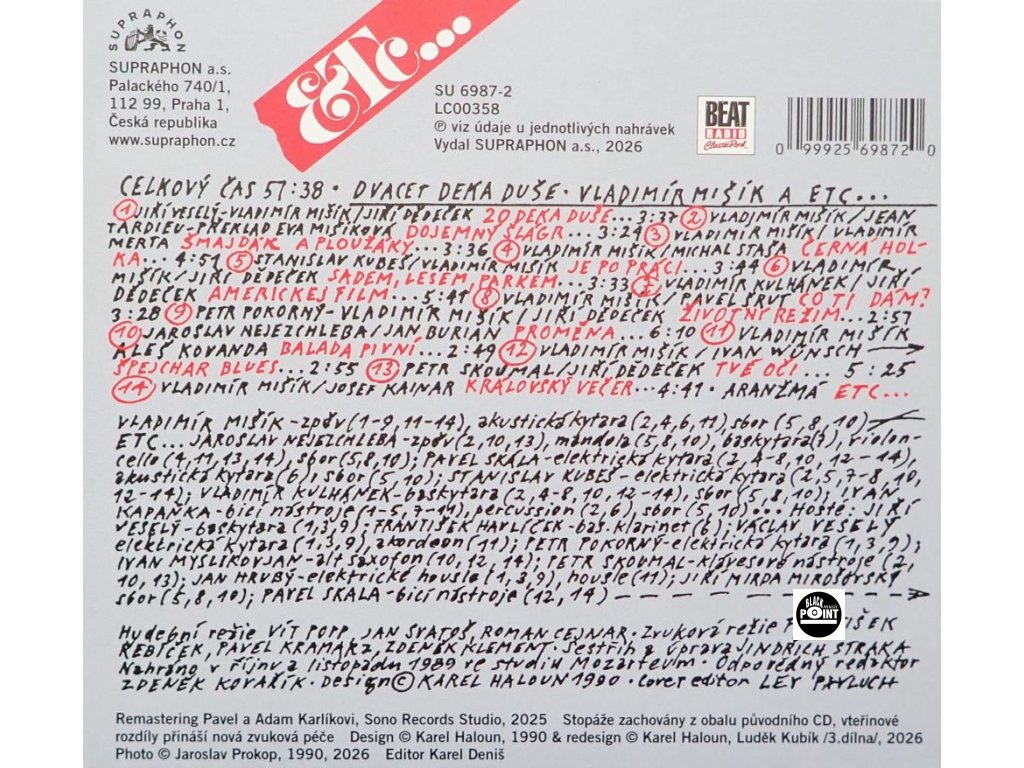 SUPRAPHON
SUPRAPHON a.s.
Palackého 740/1,
112 99, Praha 1,
Česká republika
www.supraphon.cz
&Tc...
SU 6987-2
LC00358
℗ viz údaje u jednotlivých nahrávek
Vydal SUPRAPHON a.s., 2026
BEAT
RADIO
ClassicRock
0 99925 69872 0
CELKOVÝ ČAS 57:38 · DVACET DEKA DUŠE · VLADIMÍR MIŠÍK A ETC...
1 JIŘÍ VESELÝ-VLADIMÍR MIŠÍK/JIŘÍ DĚDEČEK 20 DEKA DUŠE...3:37 2 VLADIMÍR MIŠÍK/JEAN
TARDIEU-PŘEKLAD EVA MIŠÍKOVÁ DOJEMNÝ ŠLÁGR...3:29 3 VLADIMÍR MIŠÍK/VLADIMÍR
MERTA ŠMAJDÁK A PLOUŽÁKY...3:36 4 VLADIMÍR MIŠÍK/MICHAL STAŠA ČERNÁ HOL-
KA...4:51 5 STANISLAV KUBEŠ/VLADIMÍR MIŠÍK JE PO PRÁCI...3:44 6 VLADIMÍR
MIŠÍK/JIŘÍ DĚDEČEK SADEM, LESEM, PARKEM...3:33 7 VLADIMÍR KULHÁNEK/JIŘÍ
DĚDEČEK AMERICKEJ FILM...5:41 8 VLADIMÍR MIŠÍK/PAVEL ŠRUT CO TI DÁM?
3:28 9 PETR POKORNÝ-VLADIMÍR MIŠÍK/JIŘÍ DĚDEČEK ŽIVOTNÍ REŽIM...2:57
10 JAROSLAV NEJEZCHLEBA/JAN BURIAN PROMĚNA...6:10 11 VLADIMÍR MIŠÍK
ALEŠ KOVANDA BALADA PIVNÍ...2:49 12 VLADIMÍR MIŠÍK/IVAN WÜNSCH
ŠPEJCHAR BLUES...2:55 13 PETR SKOUMAL/JIŘÍ DĚDEČEK TVÉ OČI... 5:25
14 VLADIMÍR MIŠÍK/JOSEF KAINAR KRÁLOVSKÝ VEČER...4:41 · ARANŽMÁ ETC...
VLADIMÍR MIŠÍK-zpěv(1-9,11-14), akustická kytara(2,4,6,11), sbor(5,8,10)
ETC...JAROSLAV NEJEZCHLEBA-zpěv(2,10,13), mandola(5,8,10), baskytara(3), violon-
cello(4,11,13,14), sbor(5,8,10); PAVEL SKÁLA-elektrická kytara(2,4-8,10,12-14),
akustická kytara(6), sbor(5,10); STANISLAV KUBEŠ-elektrická kytara(2,5,7-8,10,
12-14); VLADIMÍR KULHÁNEK-baskytara(2,4-8,10,12-14), sbor(5,8,10); IVAN
KAPAŇKA-bicí nástroje(1-5,7-14), percussion(2,6), sbor(5,10)... Hosté: JIŘÍ
VESELÝ-baskytara(1,3,9); FRANTIŠEK HAVLÍČEK-bas. klarinet(6); VÁCLAV VESELÝ
elektrická kytara(1,3,9), akordeon(11); PETR POKORNÝ-elektrická kytara(1,3,9);
IVAN MYSLIKOVJAN-alt saxofon(10,12,14); PETR SKOUMAL-klávesové nástroje(2,
10,13); JAN HRUBÝ-elektrické housle(1,3,9), housle(11); JIŘÍ MIRDA MIROŠOVSKÝ
sbor(5,8,10); PAVEL SKALA-bicí nástroje(12,14)
BLACK
music
POINT
Hudební režie VÍT POPP, JAN SVATOŠ, ROMAN CEJNAR · Zvuková režie
ŘEBÍČEK, PAVEL KRAMÁŘ, ZDENĚK KLEMENT · Sestřih a úprava JINDŘICH STRAKA
Nahráno v říjnu a listopadu 1989 ve studiu Mozarteum · Odpovědný redaktor
ZDENĚK KOVAŘÍK · Design © KAREL HALOUN 1990 · cover editor LEV PAVLUCH
Remastering Pavel a Adam Karlíkovi, Sono Records Studio, 2025 Stopáže zachovány z obalu původního CD, vteřinové
rozdíly přináší nová zvuková péče Design © Karel Haloun, 1990 & redesign © Karel Haloun, Luděk Kubík /3.dílna/, 2026
Photo © Jaroslav Prokop, 1990, 2026 Editor Karel Deniš